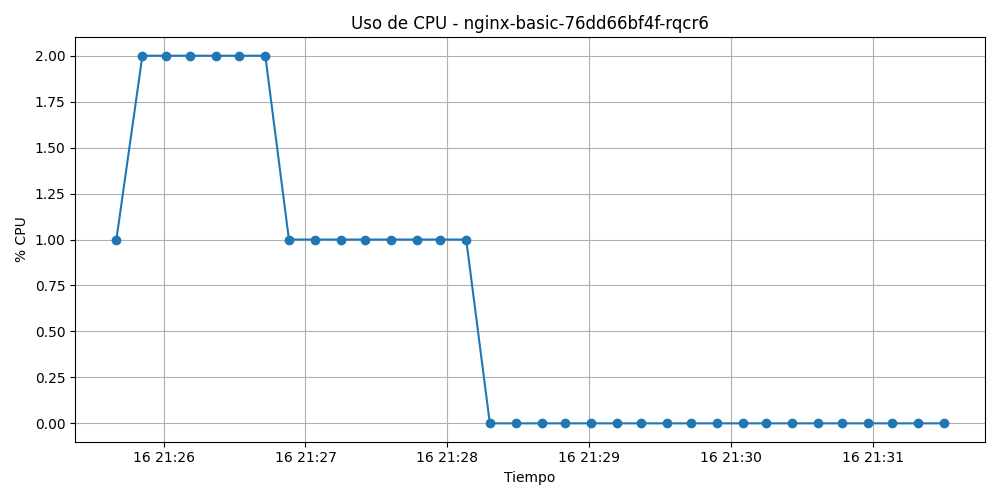 Uso de CPU - nginx-basic-76dd66bf4f-rqcr6
% CPU
2.00
1.75
1.50
1.25
1.00
0.75
0.50
0.25
0.00
16 21:26 16 21:27 16 21:28 16 21:29 16 21:30 16 21:31
Tiempo